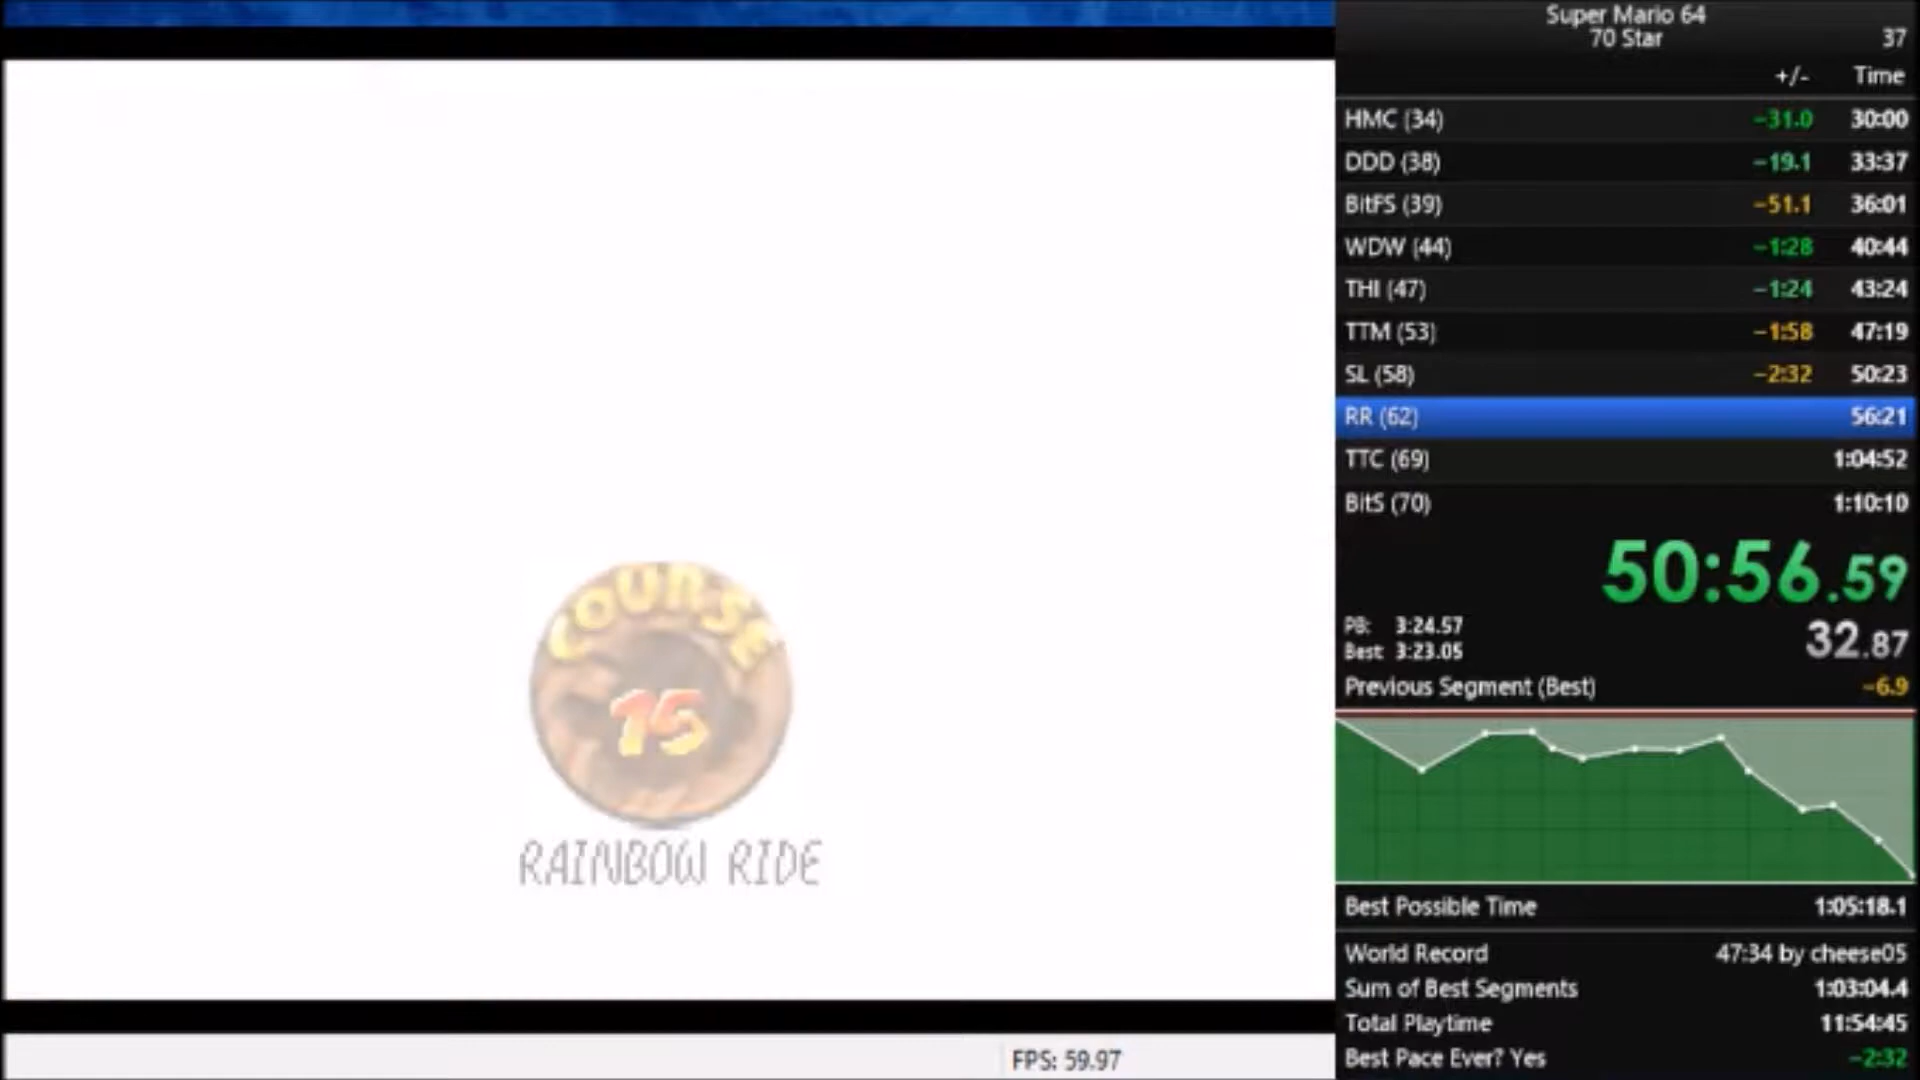 COURSE
15
RAINBOW RIDE
FPS: 59.97
Super Mario 64
70 Star 37
+/- Time
HMC (34) -31.0 30:00
DDD (38) -19.1 33:37
BitFS (39) -51.1 36:01
WDW (44) -1:28 40:44
THI (47) -1:24 43:24
TTM (53) -1:58 47:19
SL (58) -2:32 50:23
RR (62) 56:21
TTC (69) 1:04:52
BitS (70) 1:10:10
50:56.59
PB: 3:24.57
32.87
Best: 3:23.05
Previous Segment (Best) -6.9
Best Possible Time 1:05:18.1
World Record 47:34 by cheese05
Sum of Best Segments 1:03:04.4
Total Playtime 11:54:45
Best Pace Ever? Yes -2:32